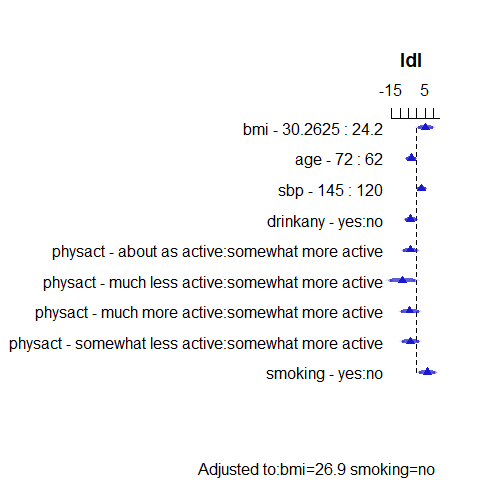 ldl
-15 5
bmi - 30.2625 : 24.2
age - 72 : 62
sbp - 145 : 120
drinkany - yes:no
physact - about as active:somewhat more active
physact - much less active:somewhat more active
physact - much more active:somewhat more active
physact - somewhat less active:somewhat more active
smoking - yes:no
Adjusted to:bmi=26.9 smoking=no